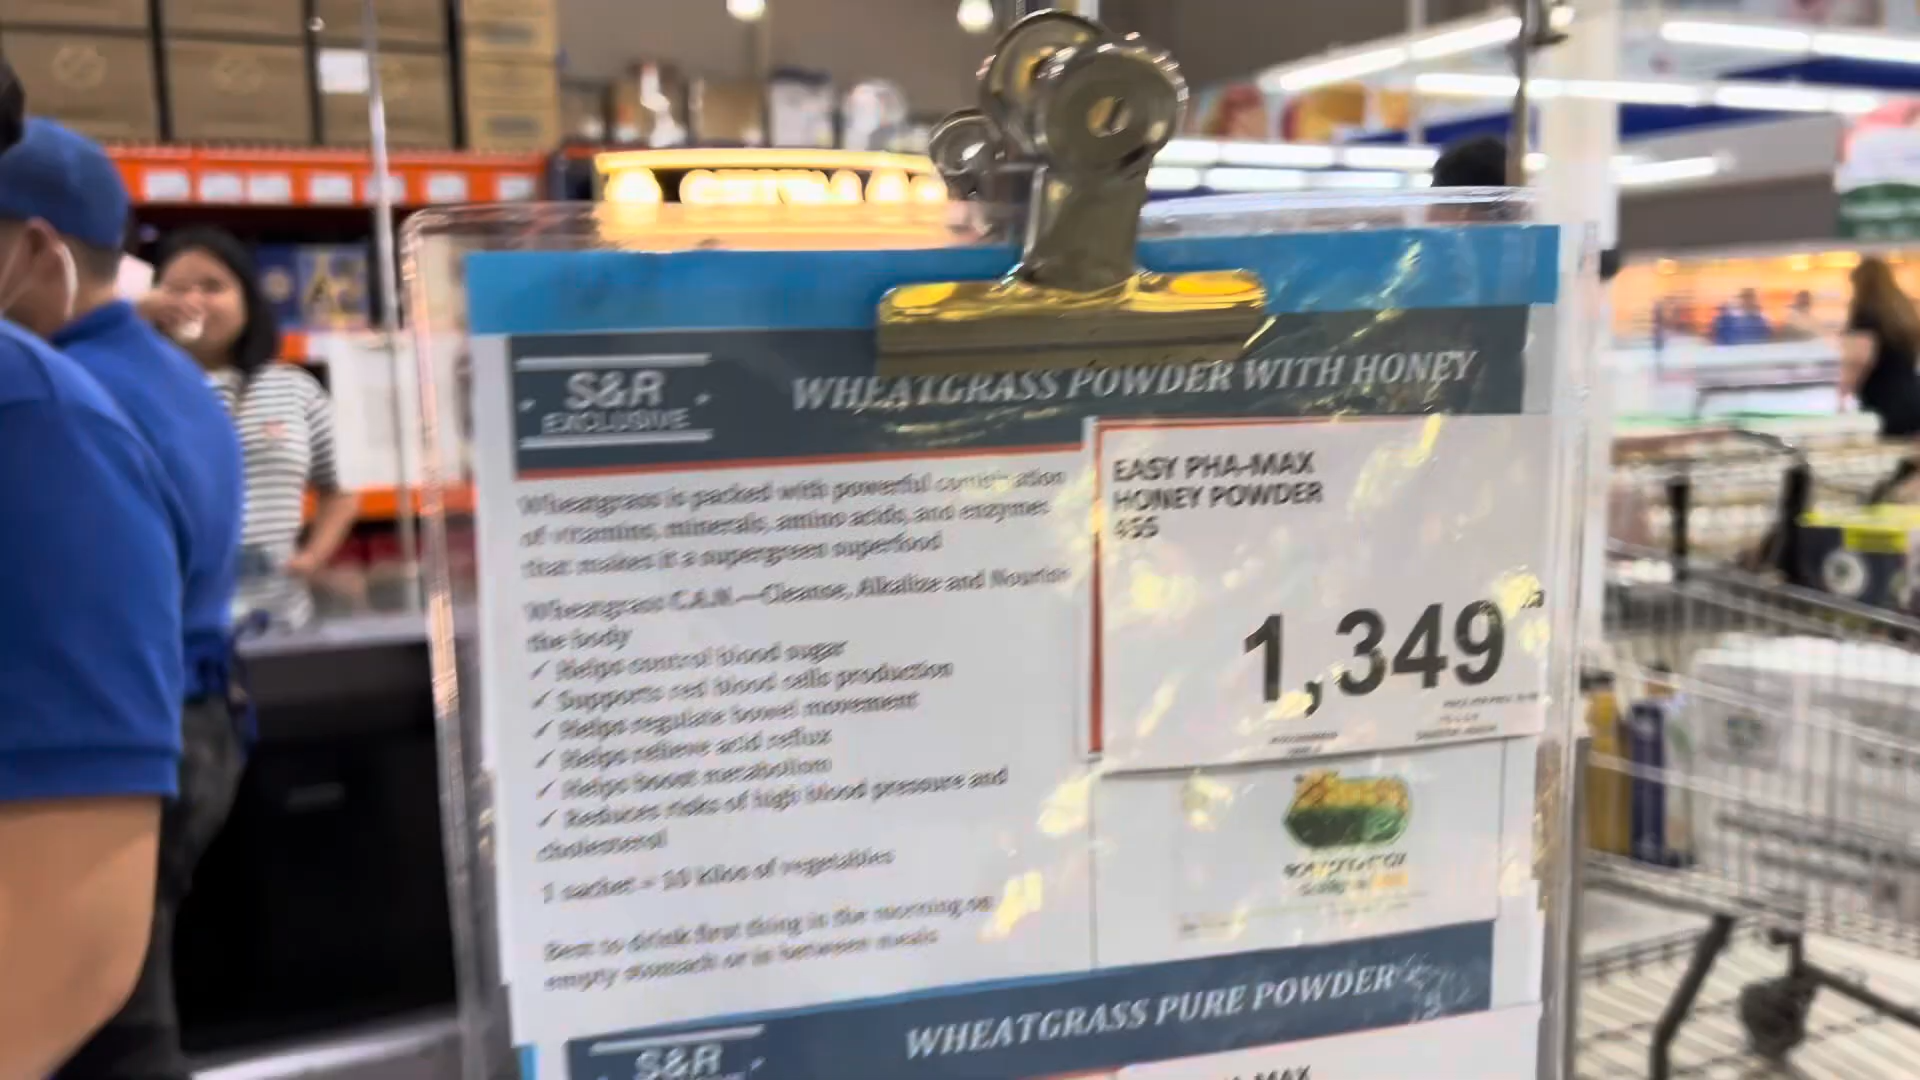 S&R
EXCLUSIVE
WHEATGRASS POWDER WITH HONEY
Wheatgrass is packed with powerful combination
of vitamins, minerals, amino acids, and enzymes
that makes it a supergreen superfood
Wheatgrass C.A.N.—Cleanse, Alkalize and Nourish
the body
✓ Helps control blood sugar
✓ Supports red blood cells production
✓ Helps regulate bowel movement
✓ Helps relieve acid reflux
✓ Helps boost metabolism
✓ Reduces risks of high blood pressure and
cholesterol
1 sachet = 10 kilos of vegetables
Best to drink first thing in the morning on
empty stomach or in between meals
EASY PHA-MAX
HONEY POWDER
1,349
S&R
WHEATGRASS PURE POWDER